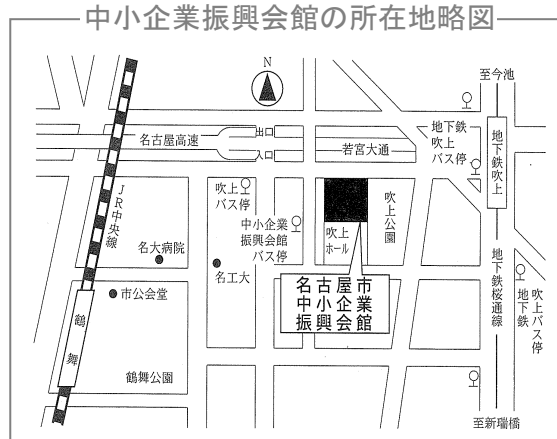 中小企業振興会館の所在地略図
N
至今池
名古屋高速
出口
入口
若宮大通
地下鉄
吹上
バス停
地下鉄吹上
JR中央線
吹上
バス停
中小企業
振興会館
バス停
吹上
ホール
吹上公園
名大病院
名工大
市公会堂
名古屋市
中小企業
振興会館
地下鉄桜通線
地下鉄
吹上バス停
鶴舞
鶴舞公園
至新瑞橋